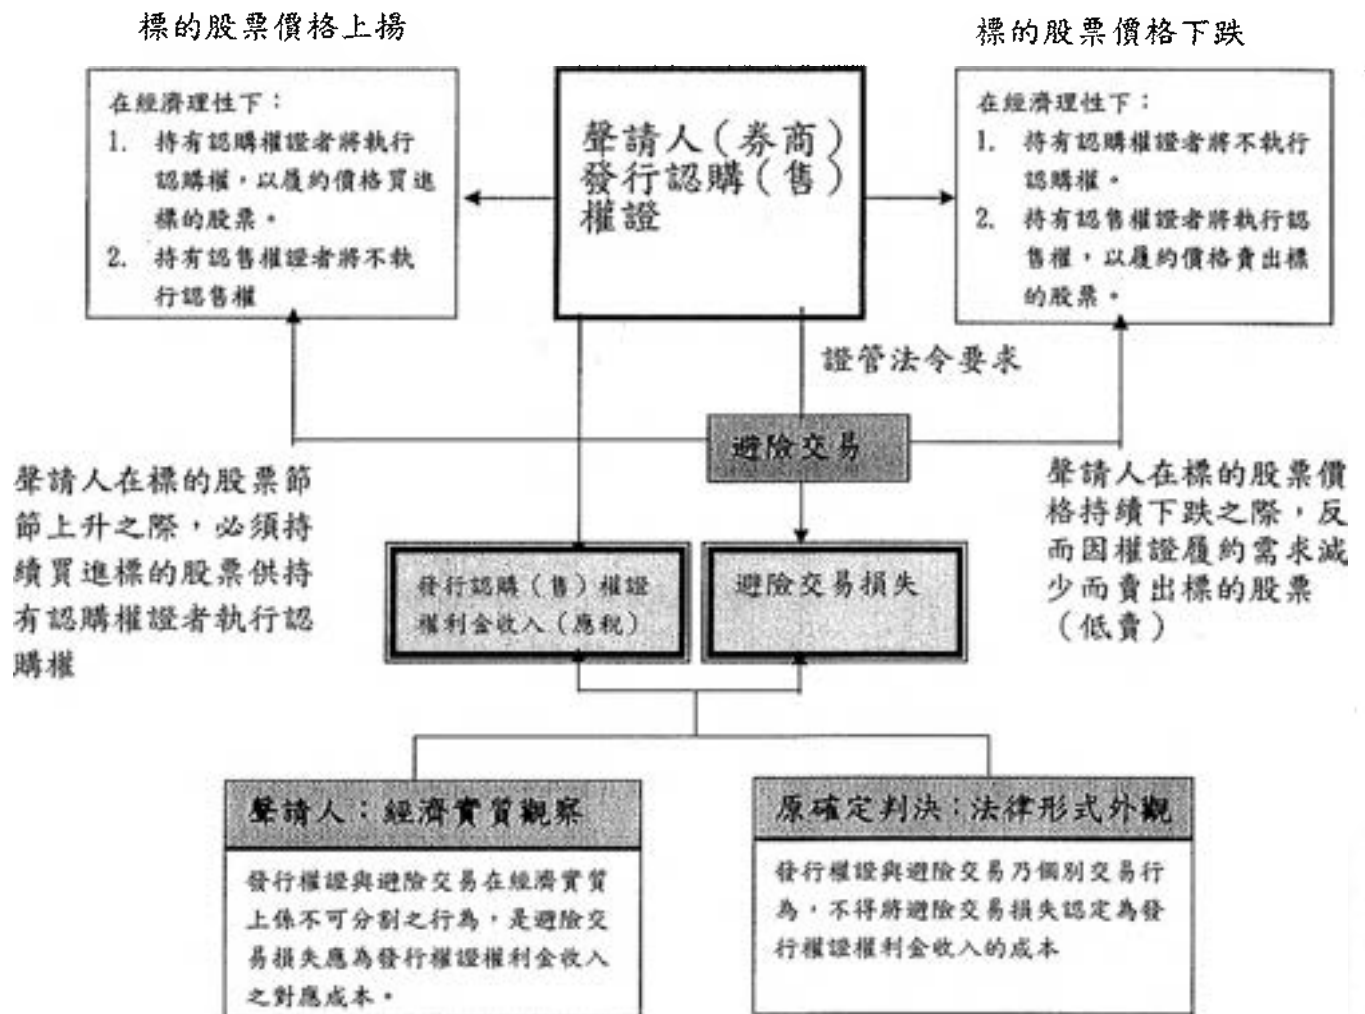 標的股票價格上揚
標的股票價格下跌
在經濟理性下：
1. 持有認購權證者將執行
認購權，以履約價格買進
標的股票。
2. 持有認售權證者將不執
行認售權
聲請人（券商）
發行認購（售）
權證
在經濟理性下：
1. 持有認購權證者將不執行
認購權。
2. 持有認售權證者將執行認
售權，以履約價格賣出標
的股票。
證管法令要求
避險交易
聲請人在標的股票節
節上升之際，必須持
續買進標的股票供持
有認購權證者執行認
購權
聲請人在標的股票價
格持續下跌之際，反
而因權證履約需求減
少而賣出標的股票
（低賣）
發行認購（售）權證
權利金收入（應稅）
避險交易損失
聲請人：經濟實質觀察
發行權證與避險交易在經濟實質
上係不可分割之行為，是避險交
易損失應為發行權證權利金收入
之對應成本。
原確定判決：法律形式外觀
發行權證與避險交易乃個別交易行
為，不得將避險交易損失認定為發
行權證權利金收入的成本